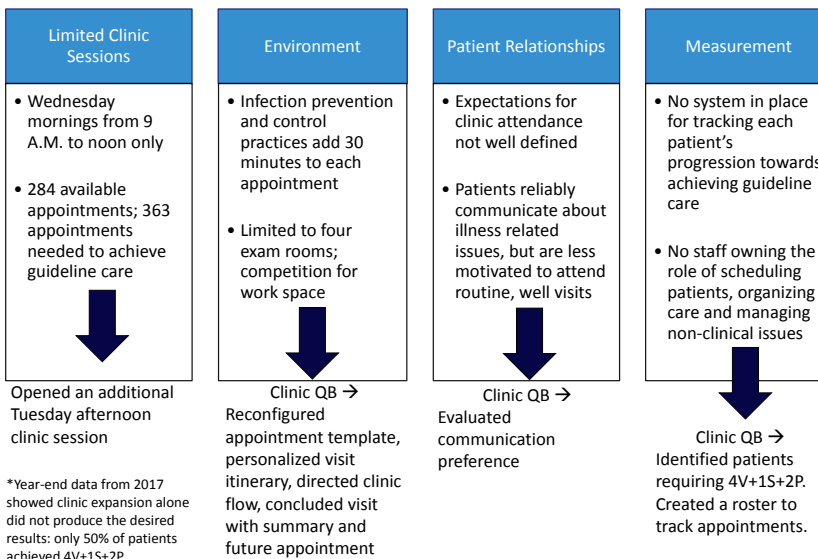 Limited Clinic
Sessions
• Wednesday
mornings from 9
A.M. to noon only
• 284 available
appointments; 363
appointments
needed to achieve
guideline care
Opened an additional
Tuesday afternoon
clinic session
*Year-end data from 2017
showed clinic expansion alone
did not produce the desired
results: only 50% of patients
achieved 4V+1S+2P
Environment
• Infection prevention
and control
practices add 30
minutes to each
appointment
• Limited to four
exam rooms;
competition for
work space
Clinic QB →
Reconfigured
appointment template,
personalized visit
itinerary, directed clinic
flow, concluded visit
with summary and
future appointment
Patient Relationships
• Expectations for
clinic attendance
not well defined
• Patients reliably
communicate about
illness related
issues, but are less
motivated to attend
routine, well visits
Clinic QB →
Evaluated
communication
preference
Measurement
• No system in place
for tracking each
patient's
progression towards
achieving guideline
care
• No staff owning the
role of scheduling
patients, organizing
care and managing
non-clinical issues
Clinic QB →
Identified patients
requiring 4V+1S+2P.
Created a roster to
track appointments.